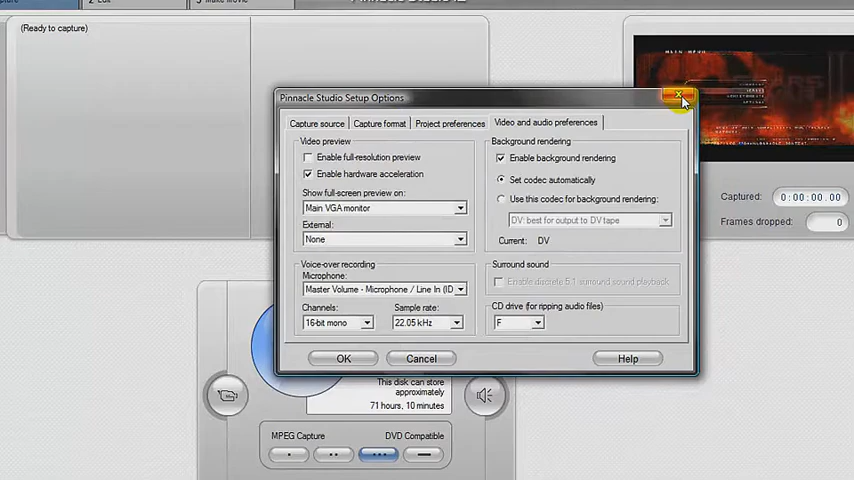 2 Edit
(Ready to capture)
MAIN MENU
Pinnacle Studio Setup Options
Capture source
Capture format
Project preferences
Video and audio preferences
Video preview
Enable full-resolution preview
Enable hardware acceleration
Show full-screen preview on:
Main VGA monitor
External:
None
Background rendering
Enable background rendering
Set codec automatically
Use this codec for background rendering:
DV: best for output to DV tape
Current: DV
Voice-over recording
Microphone:
Master Volume - Microphone / Line In (ID
Channels:
Sample rate:
16-bit mono
22.05 kHz
Surround sound
Enable discrete 5.1 surround sound playback
CD drive (for ripping audio files)
F
OK
Cancel
Help
Captured:
0:00:00.00
Frames dropped:
0
This disk can store
approximately
71 hours, 10 minutes
MPEG Capture
DVD Compatible